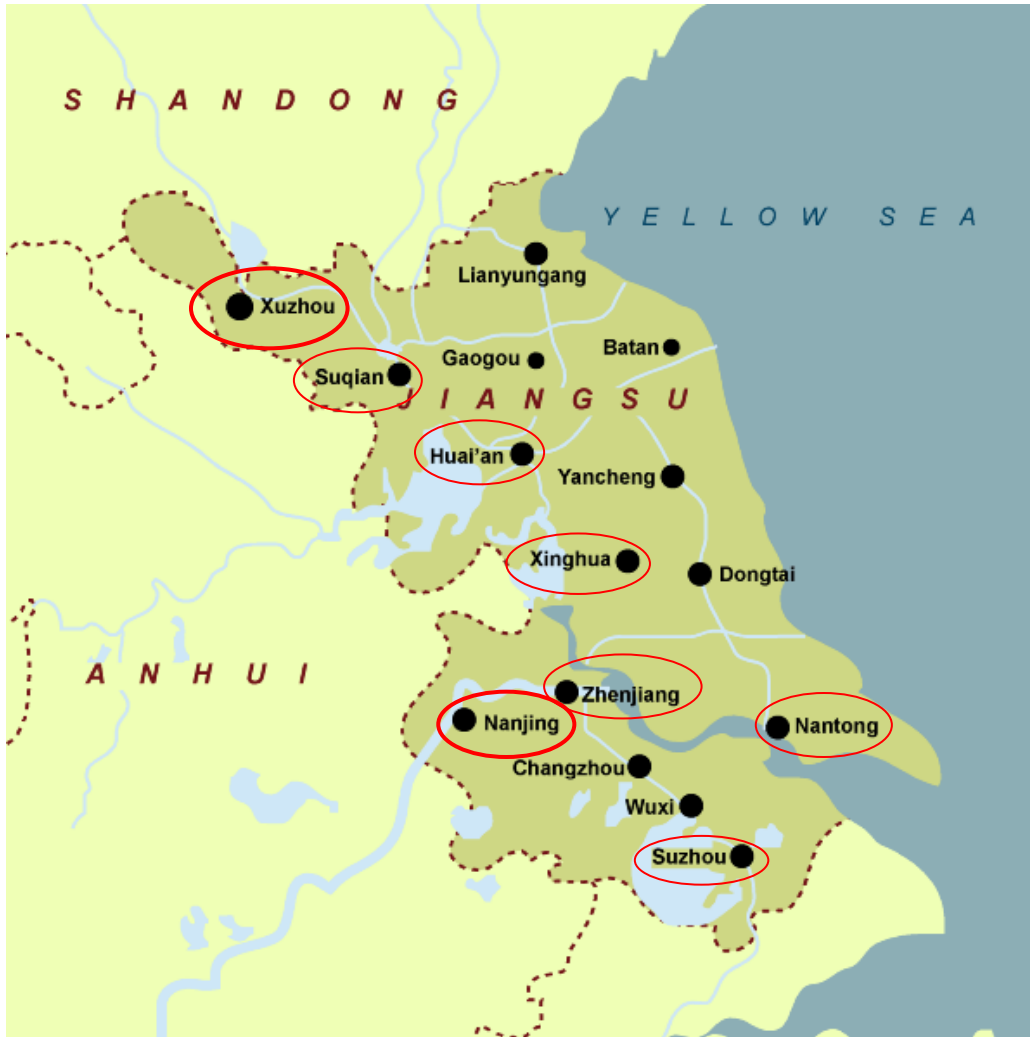 SHANDONG
YELLOW SEA
Lianyungang
Xuzhou
Batan
Gaogou
Suqian
JIANGSU
Huai'an
Yancheng
Xinghua
Dongtai
ANHUI
Zhenjiang
Nanjing
Nantong
Changzhou
Wuxi
Suzhou